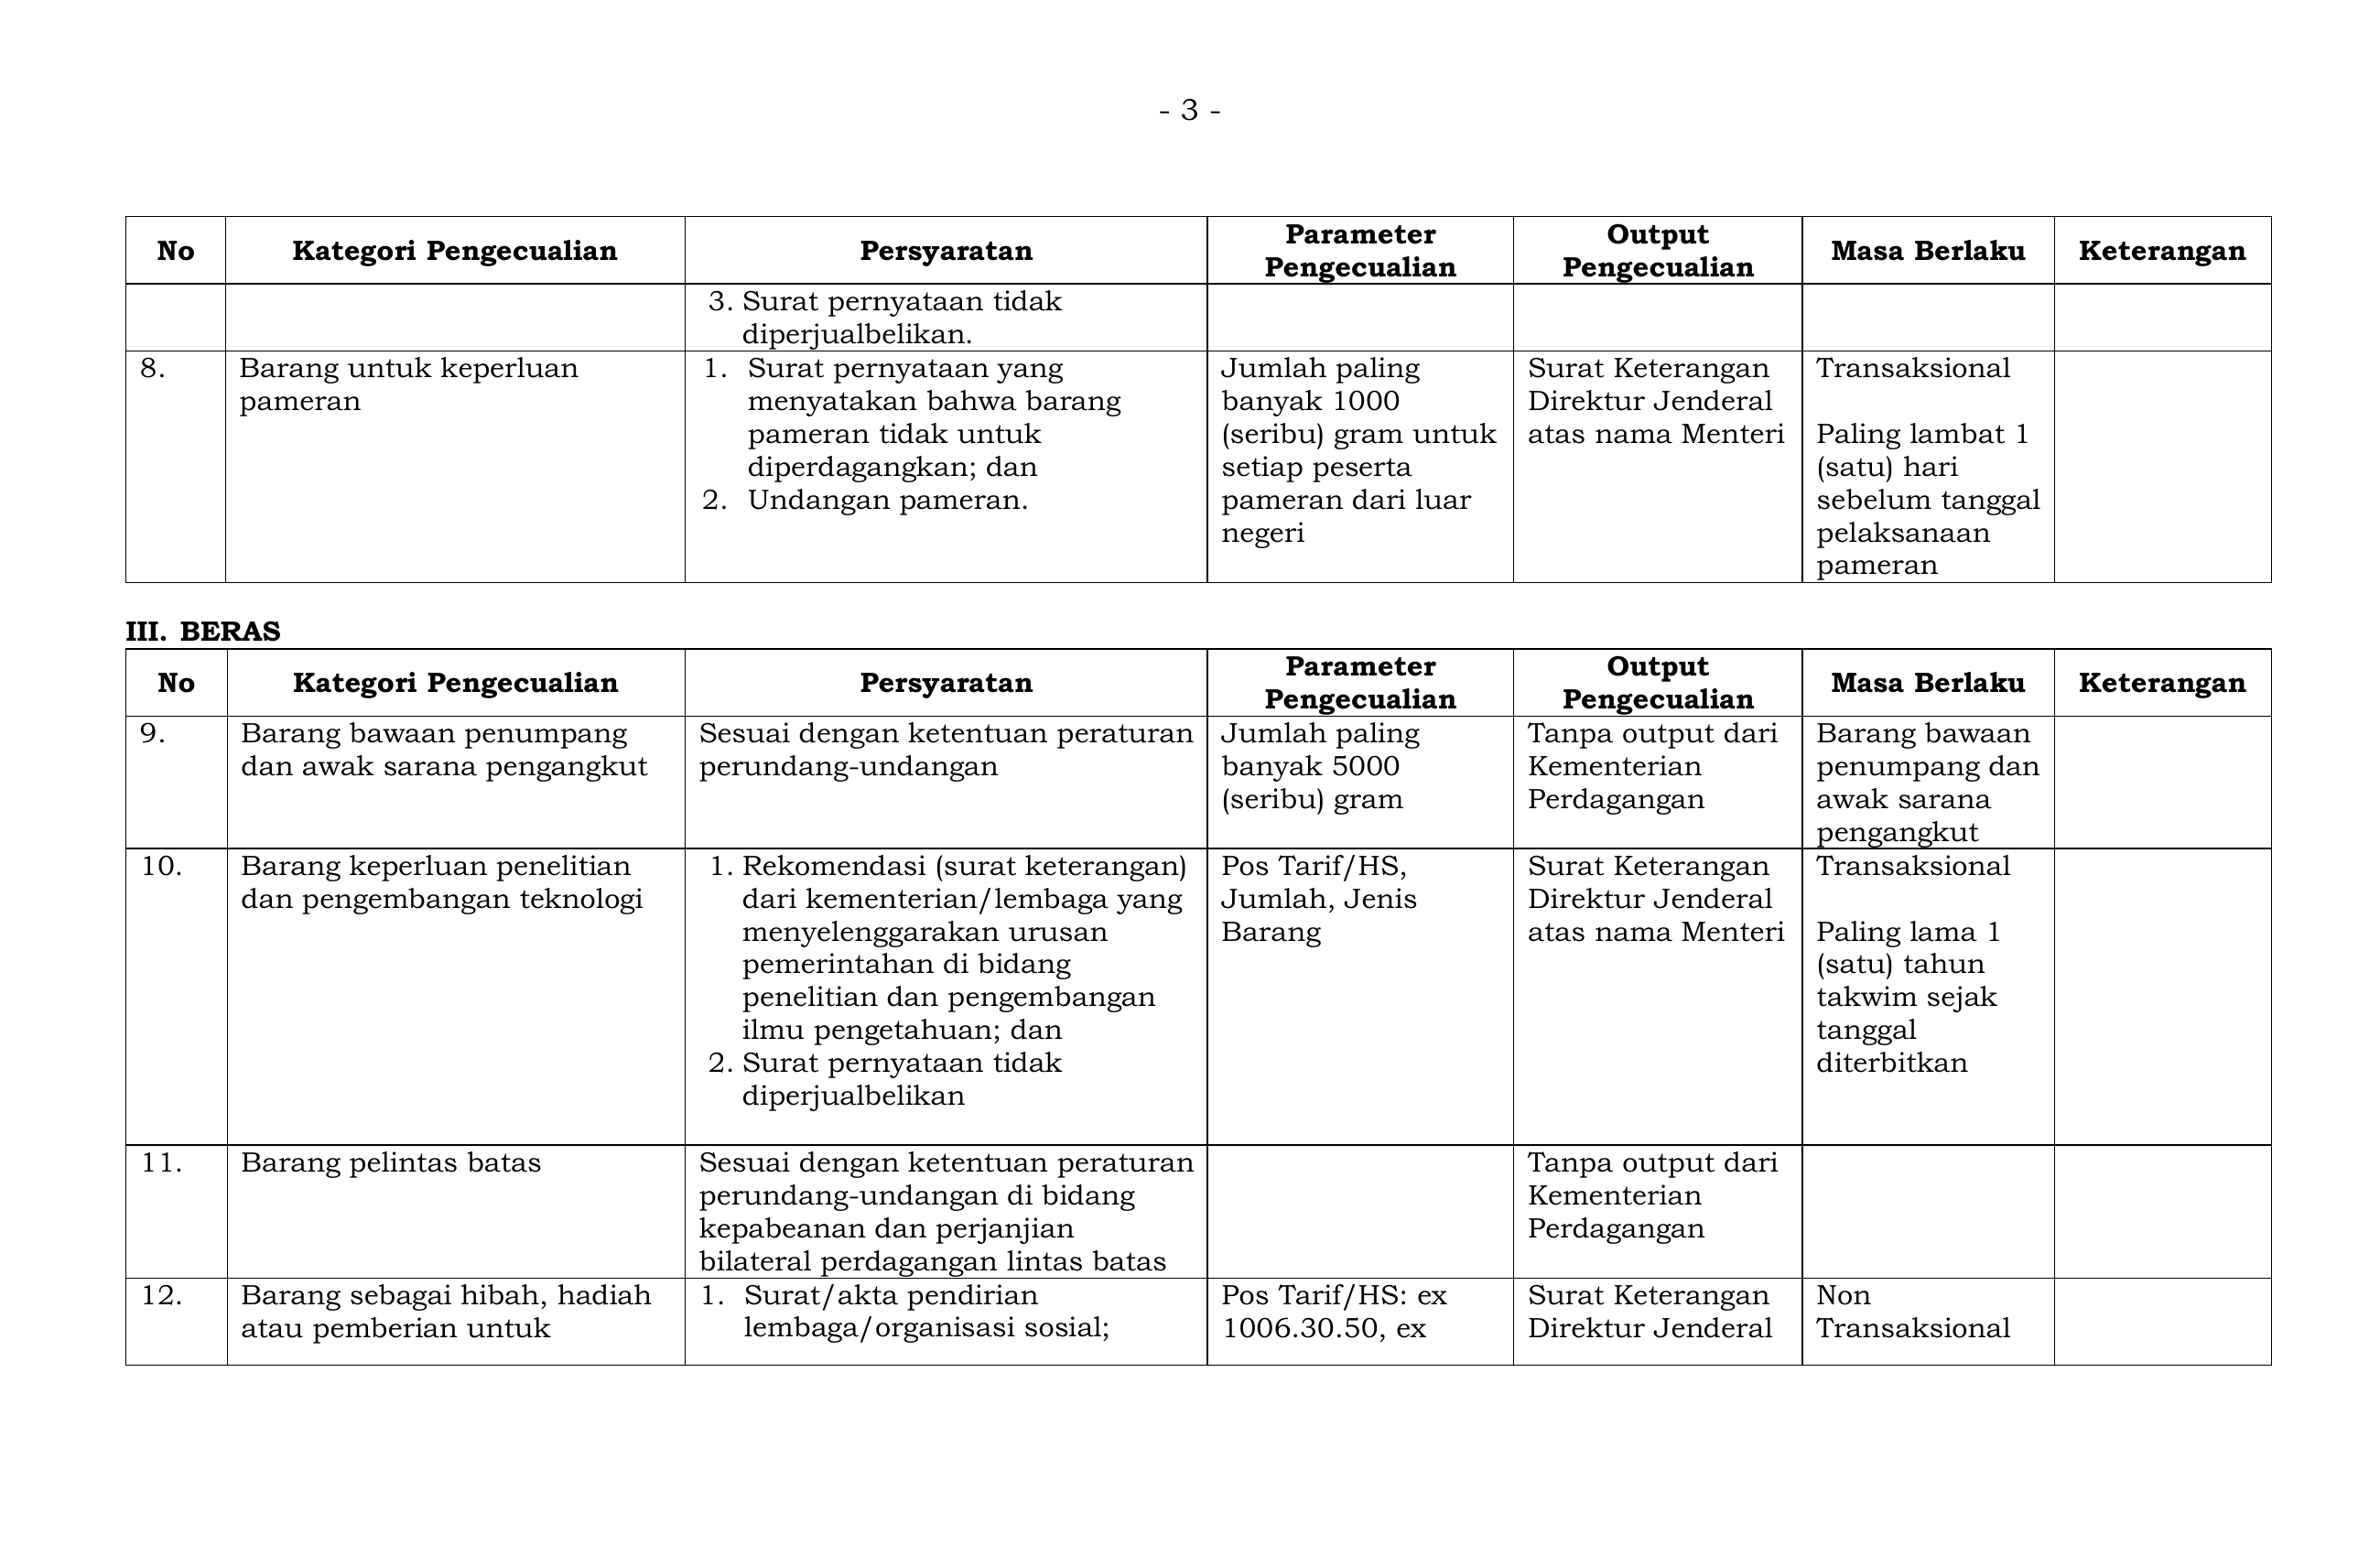 - 3 -
No
Kategori Pengecualian
Persyaratan
Parameter
Pengecualian
Output
Pengecualian
Masa Berlaku
Keterangan
3. Surat pernyataan tidak
diperjualbelikan.
8.
Barang untuk keperluan
pameran
1. Surat pernyataan yang
menyatakan bahwa barang
pameran tidak untuk
diperdagangkan; dan
2. Undangan pameran.
Jumlah paling
banyak 1000
(seribu) gram untuk
setiap peserta
pameran dari luar
negeri
Surat Keterangan
Direktur Jenderal
atas nama Menteri
Transaksional
Paling lambat 1
(satu) hari
sebelum tanggal
pelaksanaan
pameran
III. BERAS
No
Kategori Pengecualian
Persyaratan
Parameter
Pengecualian
Output
Pengecualian
Masa Berlaku
Keterangan
9.
Barang bawaan penumpang
dan awak sarana pengangkut
Sesuai dengan ketentuan peraturan
perundang-undangan
Jumlah paling
banyak 5000
(seribu) gram
Tanpa output dari
Kementerian
Perdagangan
Barang bawaan
penumpang dan
awak sarana
pengangkut
10.
Barang keperluan penelitian
dan pengembangan teknologi
1. Rekomendasi (surat keterangan)
dari kementerian/lembaga yang
menyelenggarakan urusan
pemerintahan di bidang
penelitian dan pengembangan
ilmu pengetahuan; dan
2. Surat pernyataan tidak
diperjualbelikan
Pos Tarif/HS,
Jumlah, Jenis
Barang
Surat Keterangan
Direktur Jenderal
atas nama Menteri
Transaksional
Paling lama 1
(satu) tahun
takwim sejak
tanggal
diterbitkan
11.
Barang pelintas batas
Sesuai dengan ketentuan peraturan
perundang-undangan di bidang
kepabeanan dan perjanjian
bilateral perdagangan lintas batas
Tanpa output dari
Kementerian
Perdagangan
12.
Barang sebagai hibah, hadiah
atau pemberian untuk
1. Surat/akta pendirian
lembaga/organisasi sosial;
Pos Tarif/HS: ex
1006.30.50, ex
Surat Keterangan
Direktur Jenderal
Non
Transaksional